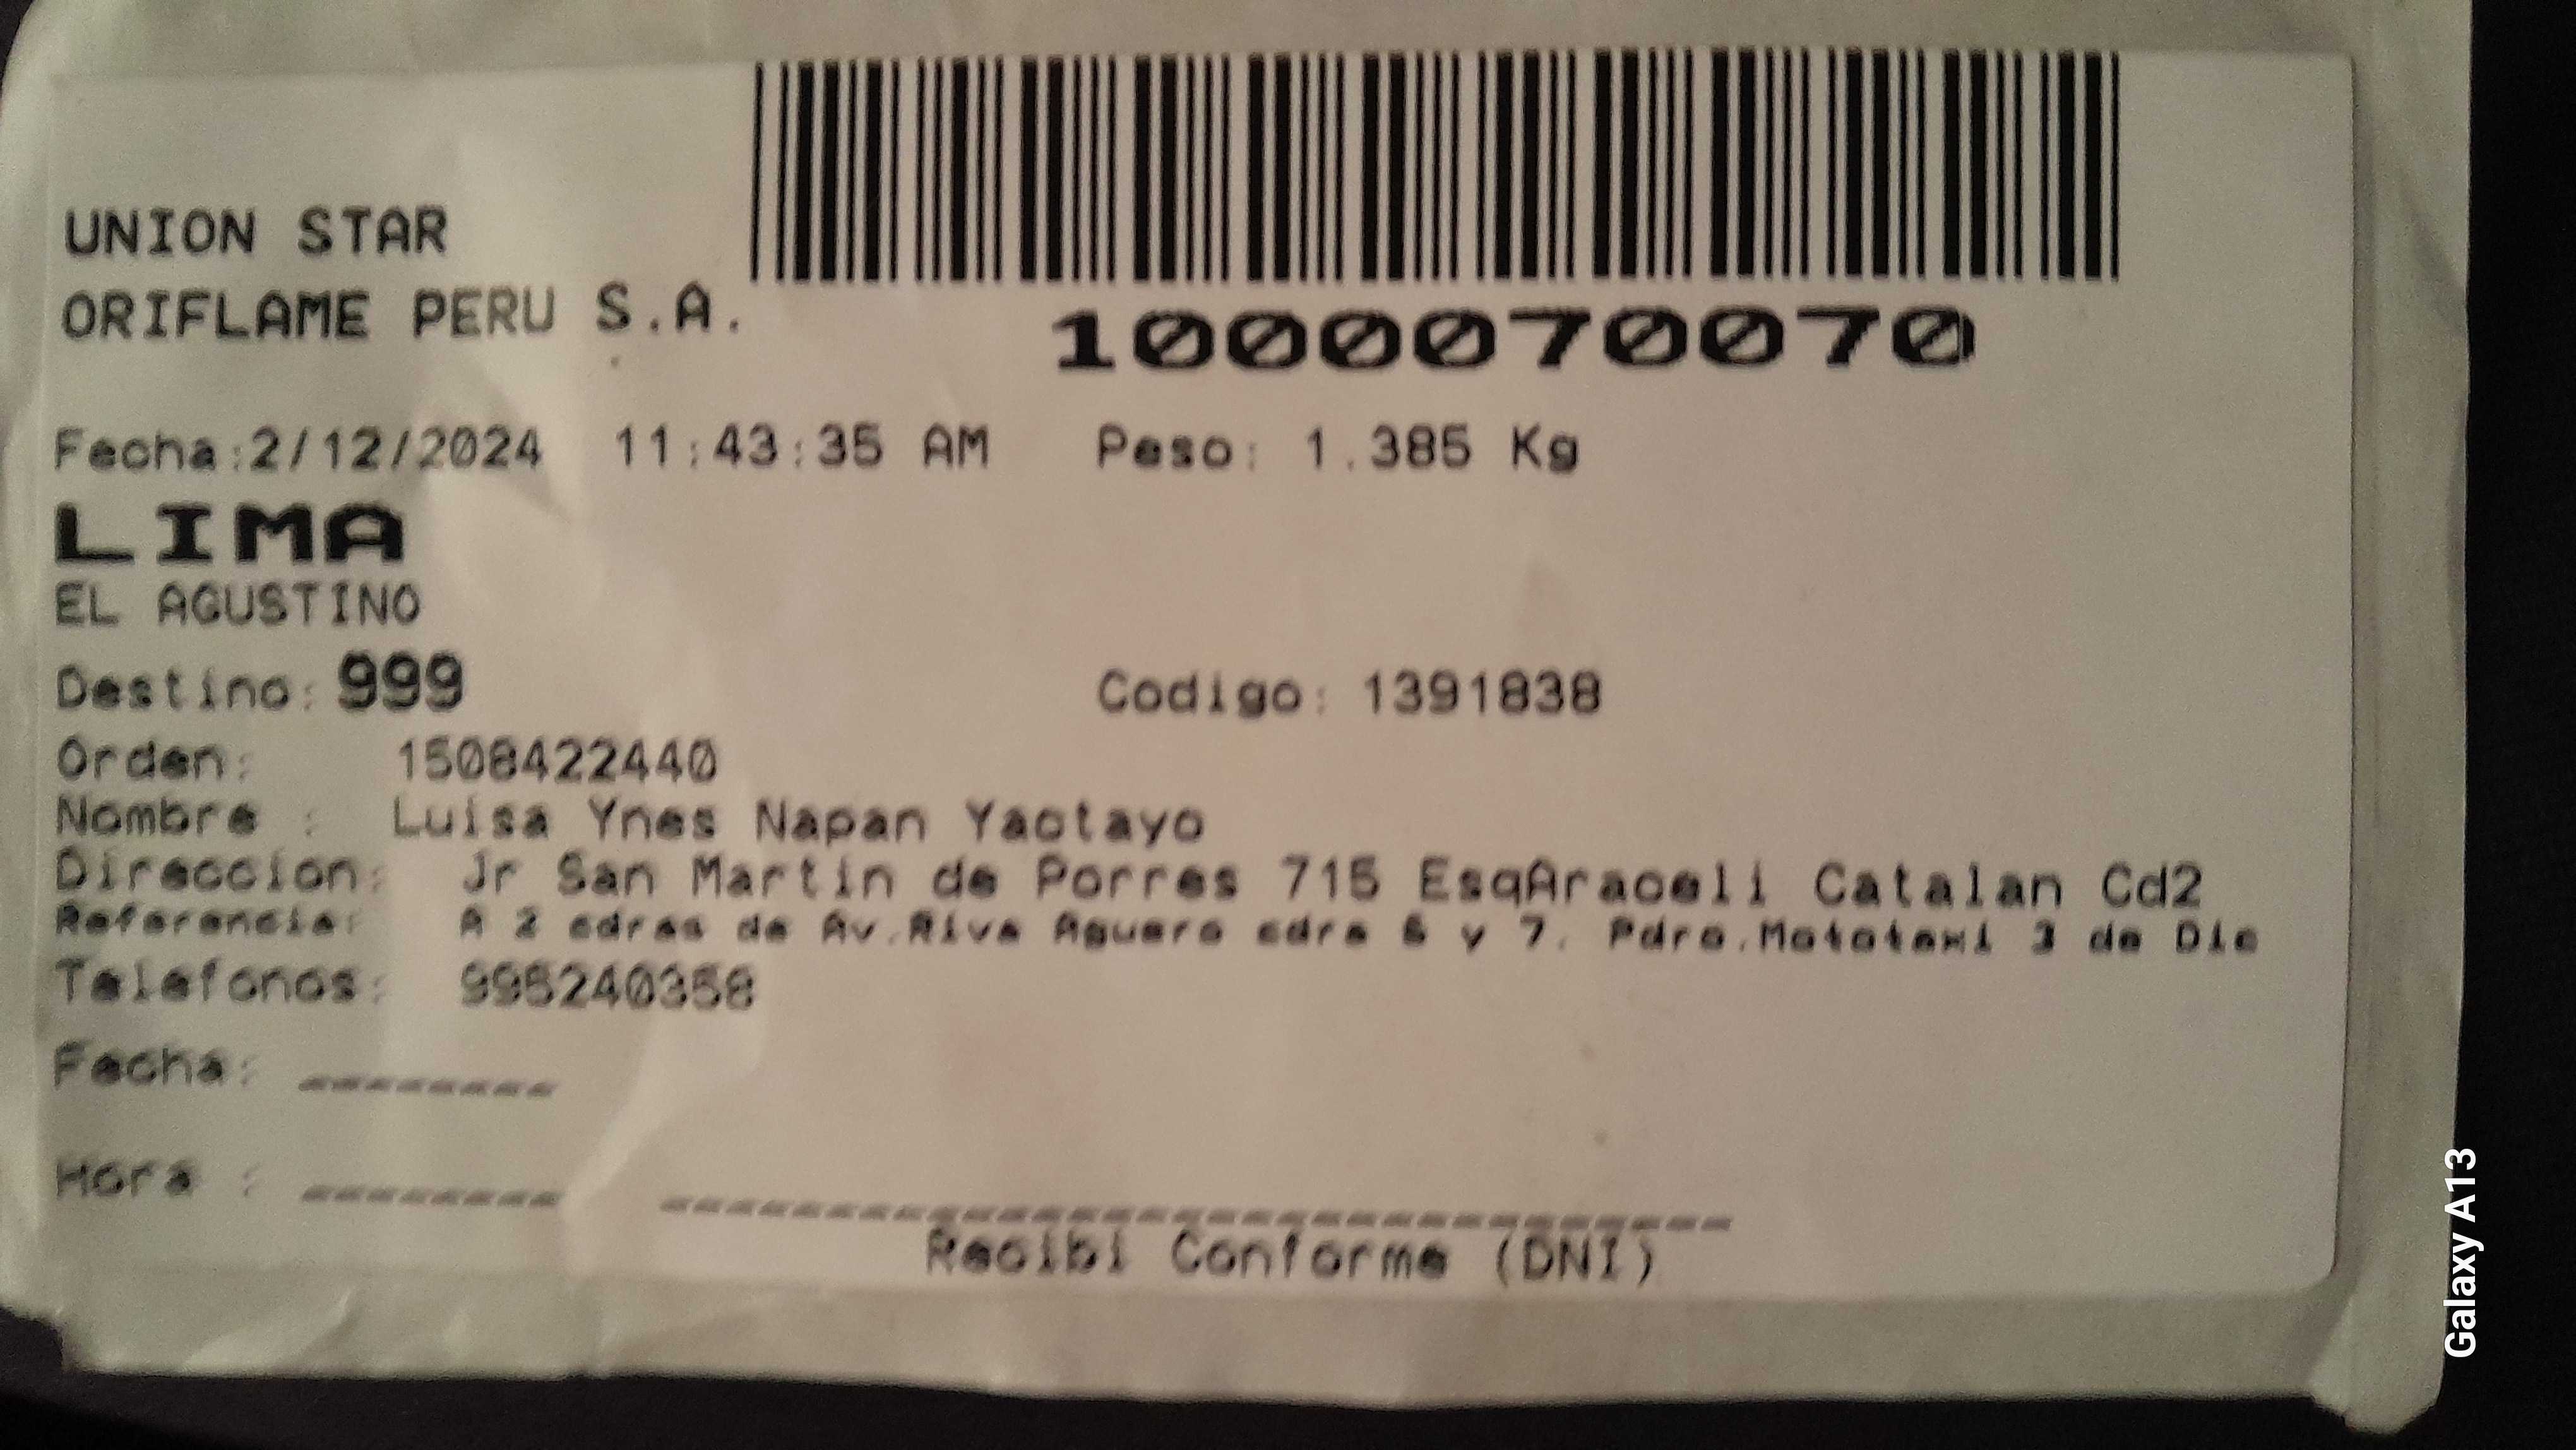 UNION STAR
ORIFLAME PERU S.A.
1000070070
Fecha:2/12/2024 11:43:35 AM Peso: 1.385 Kg
LIMA
EL AGUSTINO
Destino: 999 Codigo: 1391838
Orden: 1508422440
Nombre : Luisa Ynes Napan Yactayo
Direccion: Jr San Martin de Porres 715 EsqAraceli Catalan Cd2
Referencia: A 2 cdras de Av.Riva Aguero cdra 6 y 7. Pdro.Mototaxi 3 de Dic
Telefonos: 995240358
Fecha: ________
Hora : ________
Recibi Conforme (DNI)
Galaxy A13